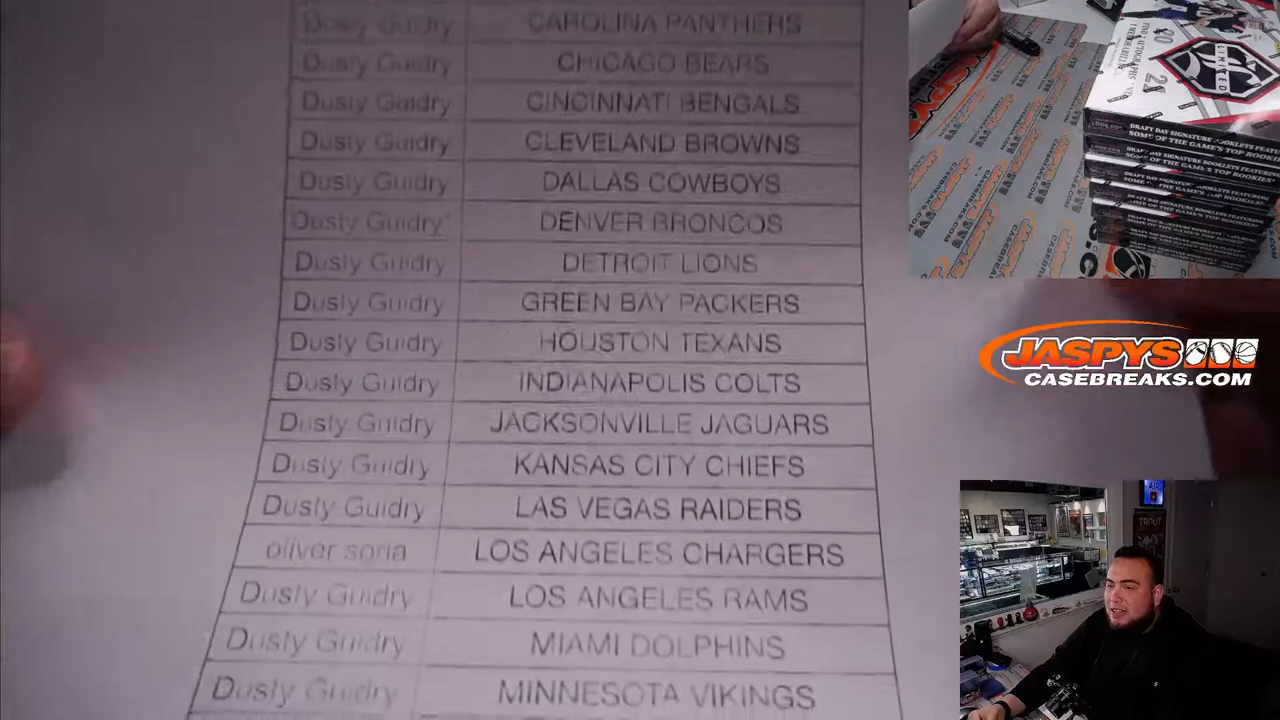 Dusty Guidry CAROLINA PANTHERS
Dusty Guidry CHICAGO BEARS
Dusty Guidry CINCINNATI BENGALS
Dusty Guidry CLEVELAND BROWNS
Dusty Guidry DALLAS COWBOYS
Dusty Guidry DENVER BRONCOS
Dusty Guidry DETROIT LIONS
Dusty Guidry GREEN BAY PACKERS
Dusty Guidry HOUSTON TEXANS
Dusty Guidry INDIANAPOLIS COLTS
Dusty Guidry JACKSONVILLE JAGUARS
Dusty Guidry KANSAS CITY CHIEFS
Dusty Guidry LAS VEGAS RAIDERS
oliver soria LOS ANGELES CHARGERS
Dusty Guidry LOS ANGELES RAMS
Dusty Guidry MIAMI DOLPHINS
Dusty Guidry MINNESOTA VIKINGS
20 21
LIMITED
DRAFT DAY SIGNATURE BOOKLETS FEATURING
SOME OF THE GAME'S TOP ROOKIES
JASPYS
CASEBREAKS.COM
AIR
TROUT